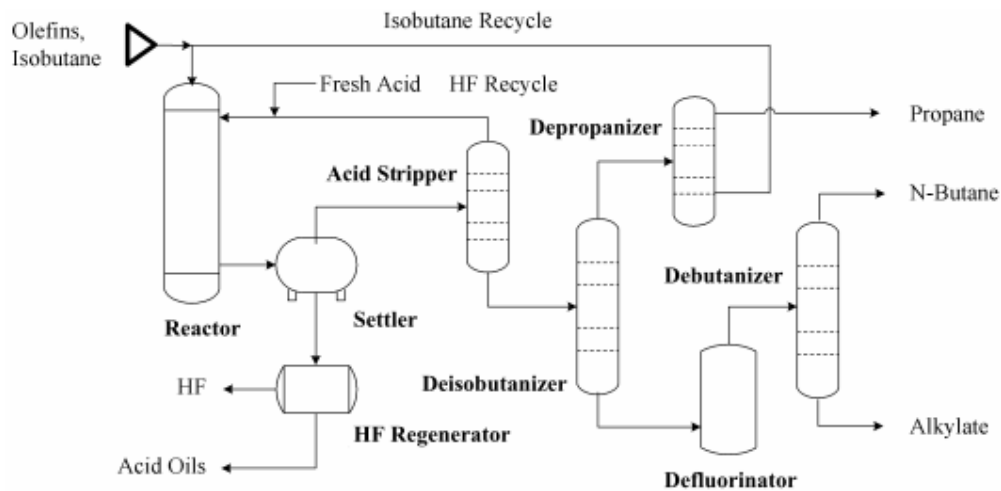 Isobutane Recycle
Olefins,
Isobutane
Fresh Acid
HF Recycle
Propane
Depropanizer
Acid Stripper
N-Butane
Debutanizer
Reactor
Settler
Deisobutanizer
HF
HF Regenerator
Alkylate
Acid Oils
Defluorinator